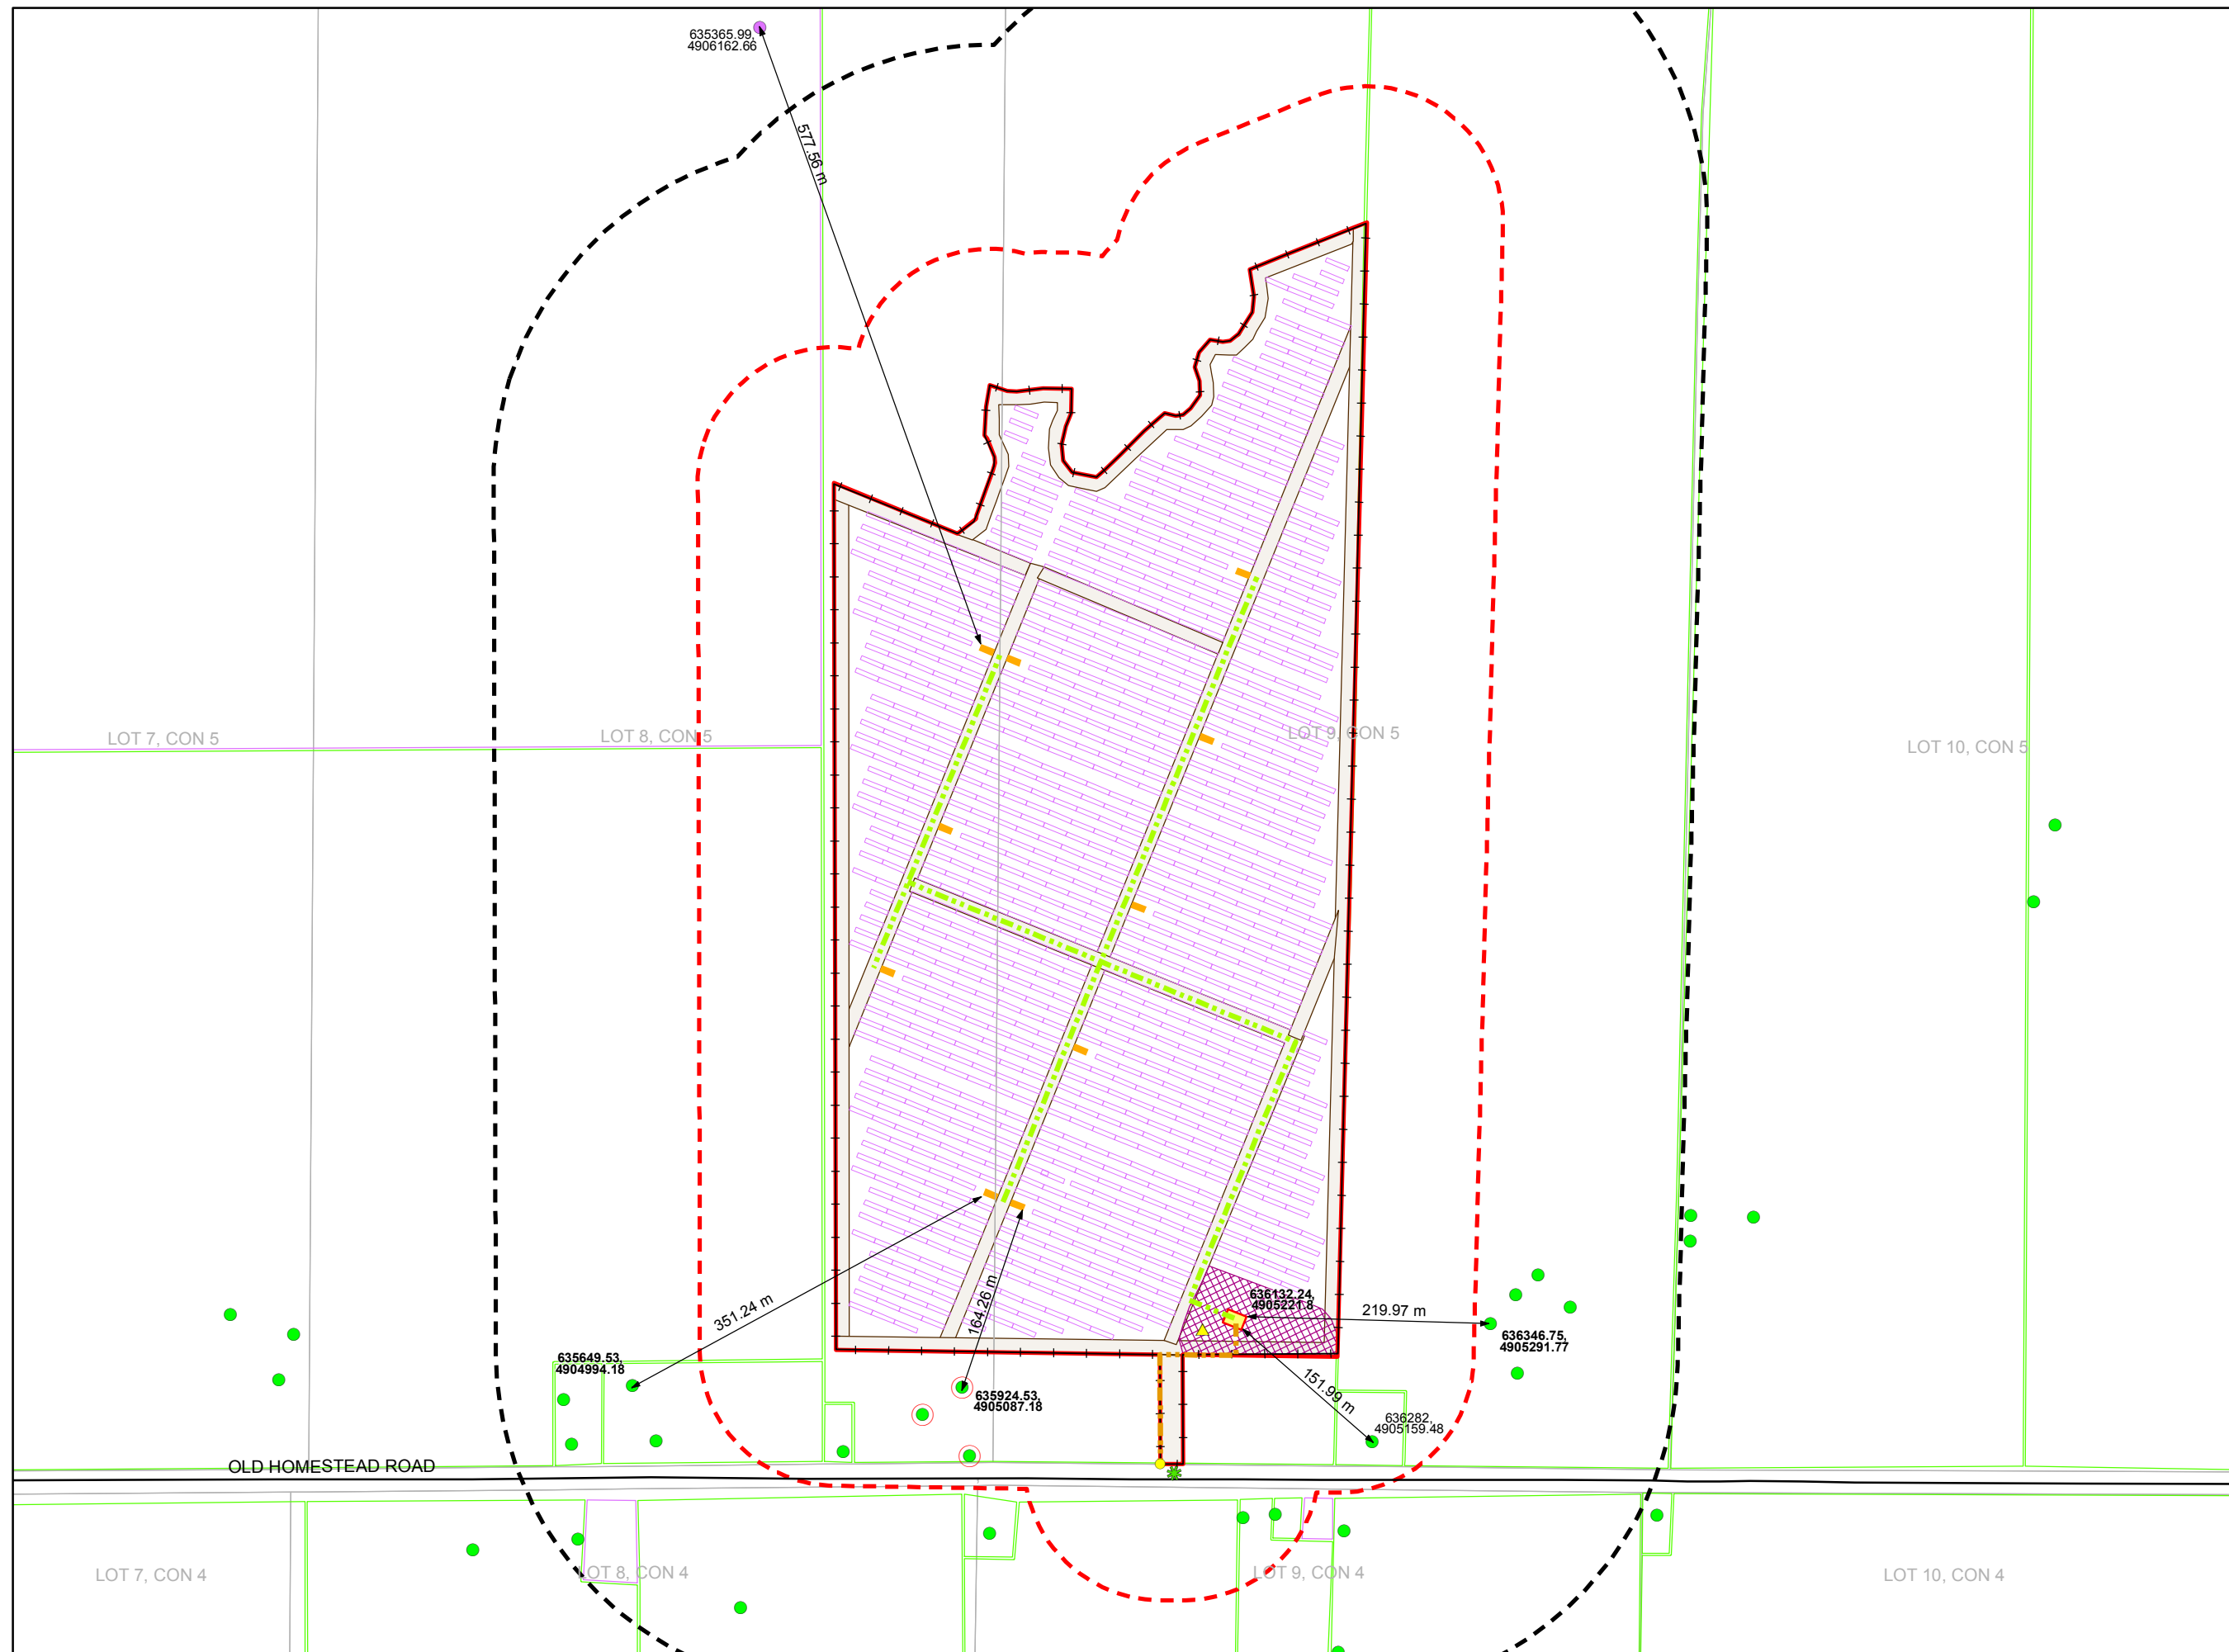 635365.99,
4906162.66
577.56 m
LOT 7, CON 5
LOT 8, CON 5
LOT 9, CON 5
LOT 10, CON 5
636132.24,
4905221.8
219.97 m
351.24 m
164.26 m
636346.75,
4905291.77
635649.53,
4904994.18
151.99 m
635924.53,
4905087.18
636282,
4905159.48
OLD HOMESTEAD ROAD
LOT 7, CON 4
LOT 8, CON 4
LOT 9, CON 4
LOT 10, CON 4